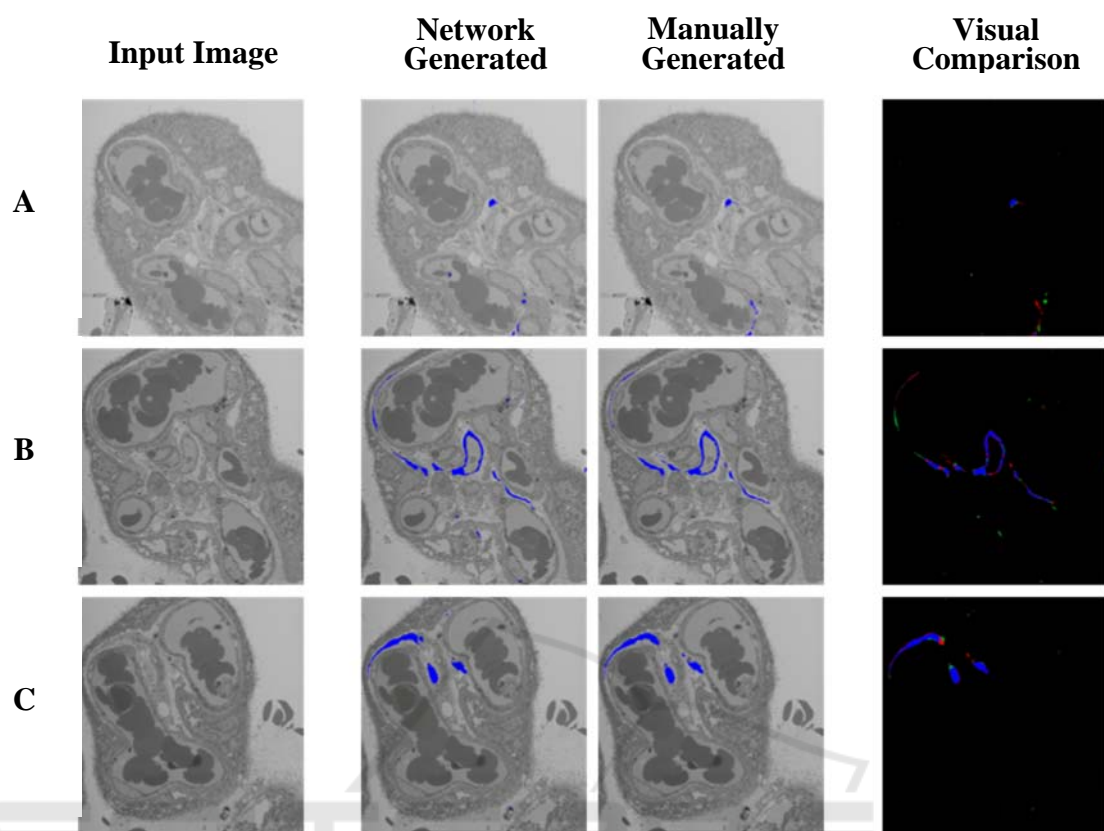 Input Image
Network
Generated
Manually
Generated
Visual
Comparison
A
B
C